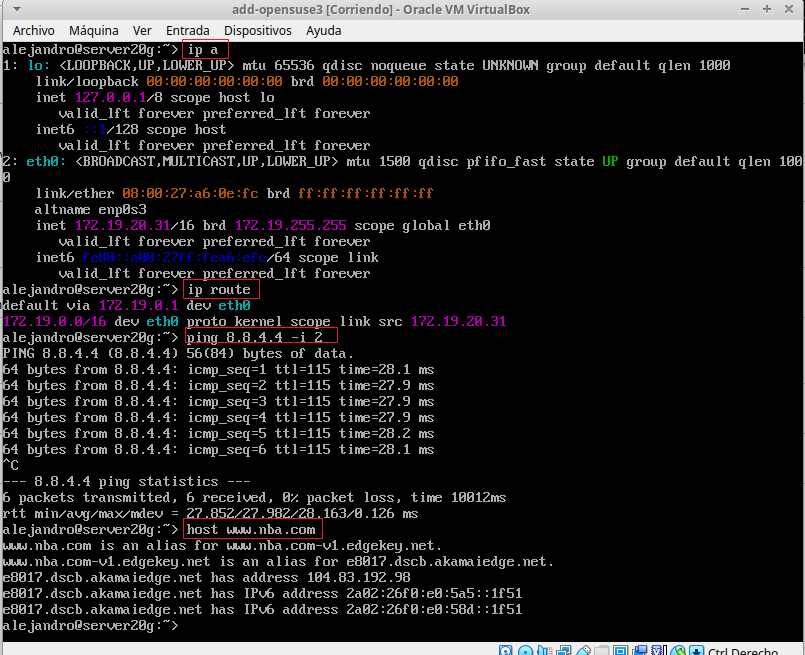 add-opensuse3 [Corriendo] - Oracle VM VirtualBox
Archivo Máquina Ver Entrada Dispositivos Ayuda
alejandro@server20g:~> ip a
1: lo: <LOOPBACK,UP,LOWER_UP> mtu 65536 qdisc noqueue state UNKNOWN group default qlen 1000
link/loopback 00:00:00:00:00:00 brd 00:00:00:00:00:00
inet 127.0.0.1/8 scope host lo
valid_lft forever preferred_lft forever
inet6 ::1/128 scope host
valid_lft forever preferred_lft forever
2: eth0: <BROADCAST,MULTICAST,UP,LOWER_UP> mtu 1500 qdisc pfifo_fast state UP group default qlen 100
0
link/ether 08:00:27:a6:0e:fc brd ff:ff:ff:ff:ff:ff
altname enp0s3
inet 172.19.20.31/16 brd 172.19.255.255 scope global eth0
valid_lft forever preferred_lft forever
inet6 fe80::a00:27ff:fea6:efc/64 scope link
valid_lft forever preferred_lft forever
alejandro@server20g:~> ip route
default via 172.19.0.1 dev eth0
172.19.0.0/16 dev eth0 proto kernel scope link src 172.19.20.31
alejandro@server20g:~> ping 8.8.4.4 -i 2
PING 8.8.4.4 (8.8.4.4) 56(84) bytes of data.
64 bytes from 8.8.4.4: icmp_seq=1 ttl=115 time=28.1 ms
64 bytes from 8.8.4.4: icmp_seq=2 ttl=115 time=27.9 ms
64 bytes from 8.8.4.4: icmp_seq=3 ttl=115 time=27.9 ms
64 bytes from 8.8.4.4: icmp_seq=4 ttl=115 time=27.9 ms
64 bytes from 8.8.4.4: icmp_seq=5 ttl=115 time=28.2 ms
64 bytes from 8.8.4.4: icmp_seq=6 ttl=115 time=28.1 ms
^C
--- 8.8.4.4 ping statistics ---
6 packets transmitted, 6 received, 0% packet loss, time 10012ms
rtt min/avg/max/mdev = 27.852/27.982/28.163/0.126 ms
alejandro@server20g:~> host www.nba.com
www.nba.com is an alias for www.nba.com-v1.edgekey.net.
www.nba.com-v1.edgekey.net is an alias for e8017.dscb.akamaiedge.net.
e8017.dscb.akamaiedge.net has address 104.83.192.98
e8017.dscb.akamaiedge.net has IPv6 address 2a02:26f0:e0:5a5::1f51
e8017.dscb.akamaiedge.net has IPv6 address 2a02:26f0:e0:58d::1f51
alejandro@server20g:~>
Ctrl Derecho